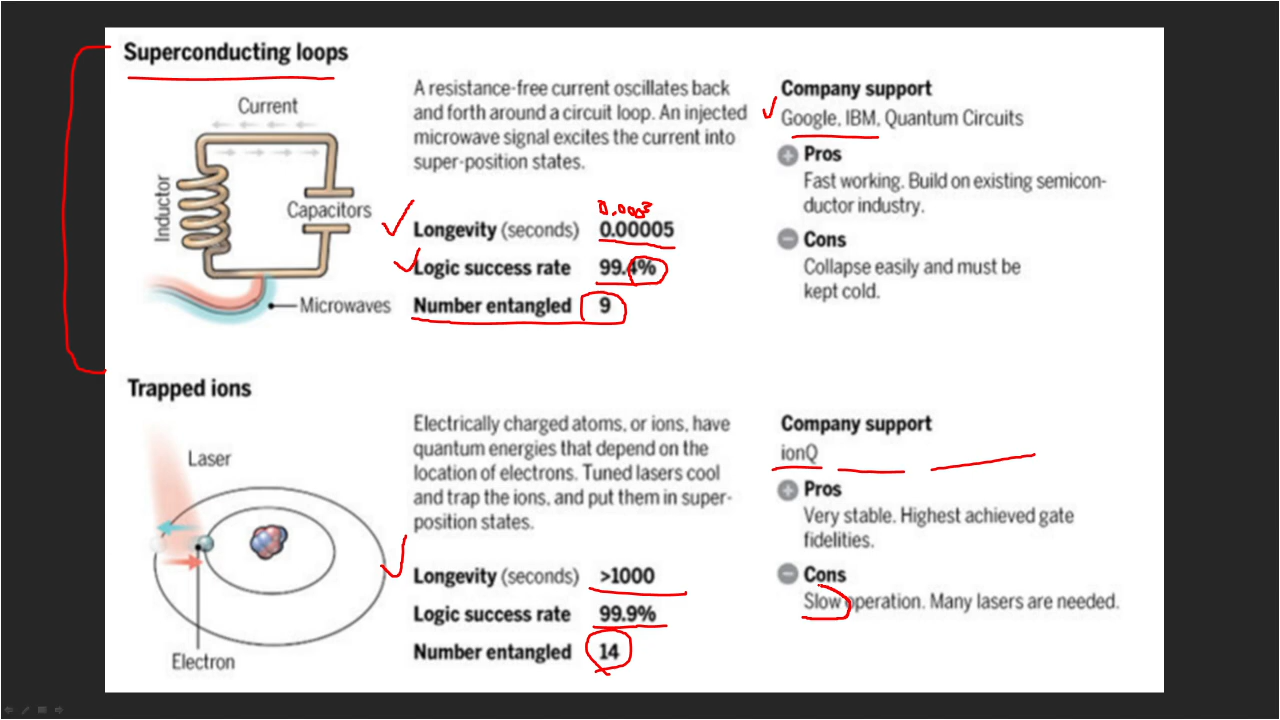 Superconducting loops
Current
Inductor
Capacitors
Microwaves
A resistance-free current oscillates back
and forth around a circuit loop. An injected
microwave signal excites the current into
super-position states.
0.0003
Longevity (seconds) 0.00005
Logic success rate 99.4%
Number entangled 9
Company support
Google, IBM, Quantum Circuits
Pros
Fast working. Build on existing semicon-
ductor industry.
Cons
Collapse easily and must be
kept cold.
Trapped ions
Laser
Electron
Electrically charged atoms, or ions, have
quantum energies that depend on the
location of electrons. Tuned lasers cool
and trap the ions, and put them in super-
position states.
Longevity (seconds) >1000
Logic success rate 99.9%
Number entangled 14
Company support
ionQ
Pros
Very stable. Highest achieved gate
fidelities.
Cons
Slow operation. Many lasers are needed.